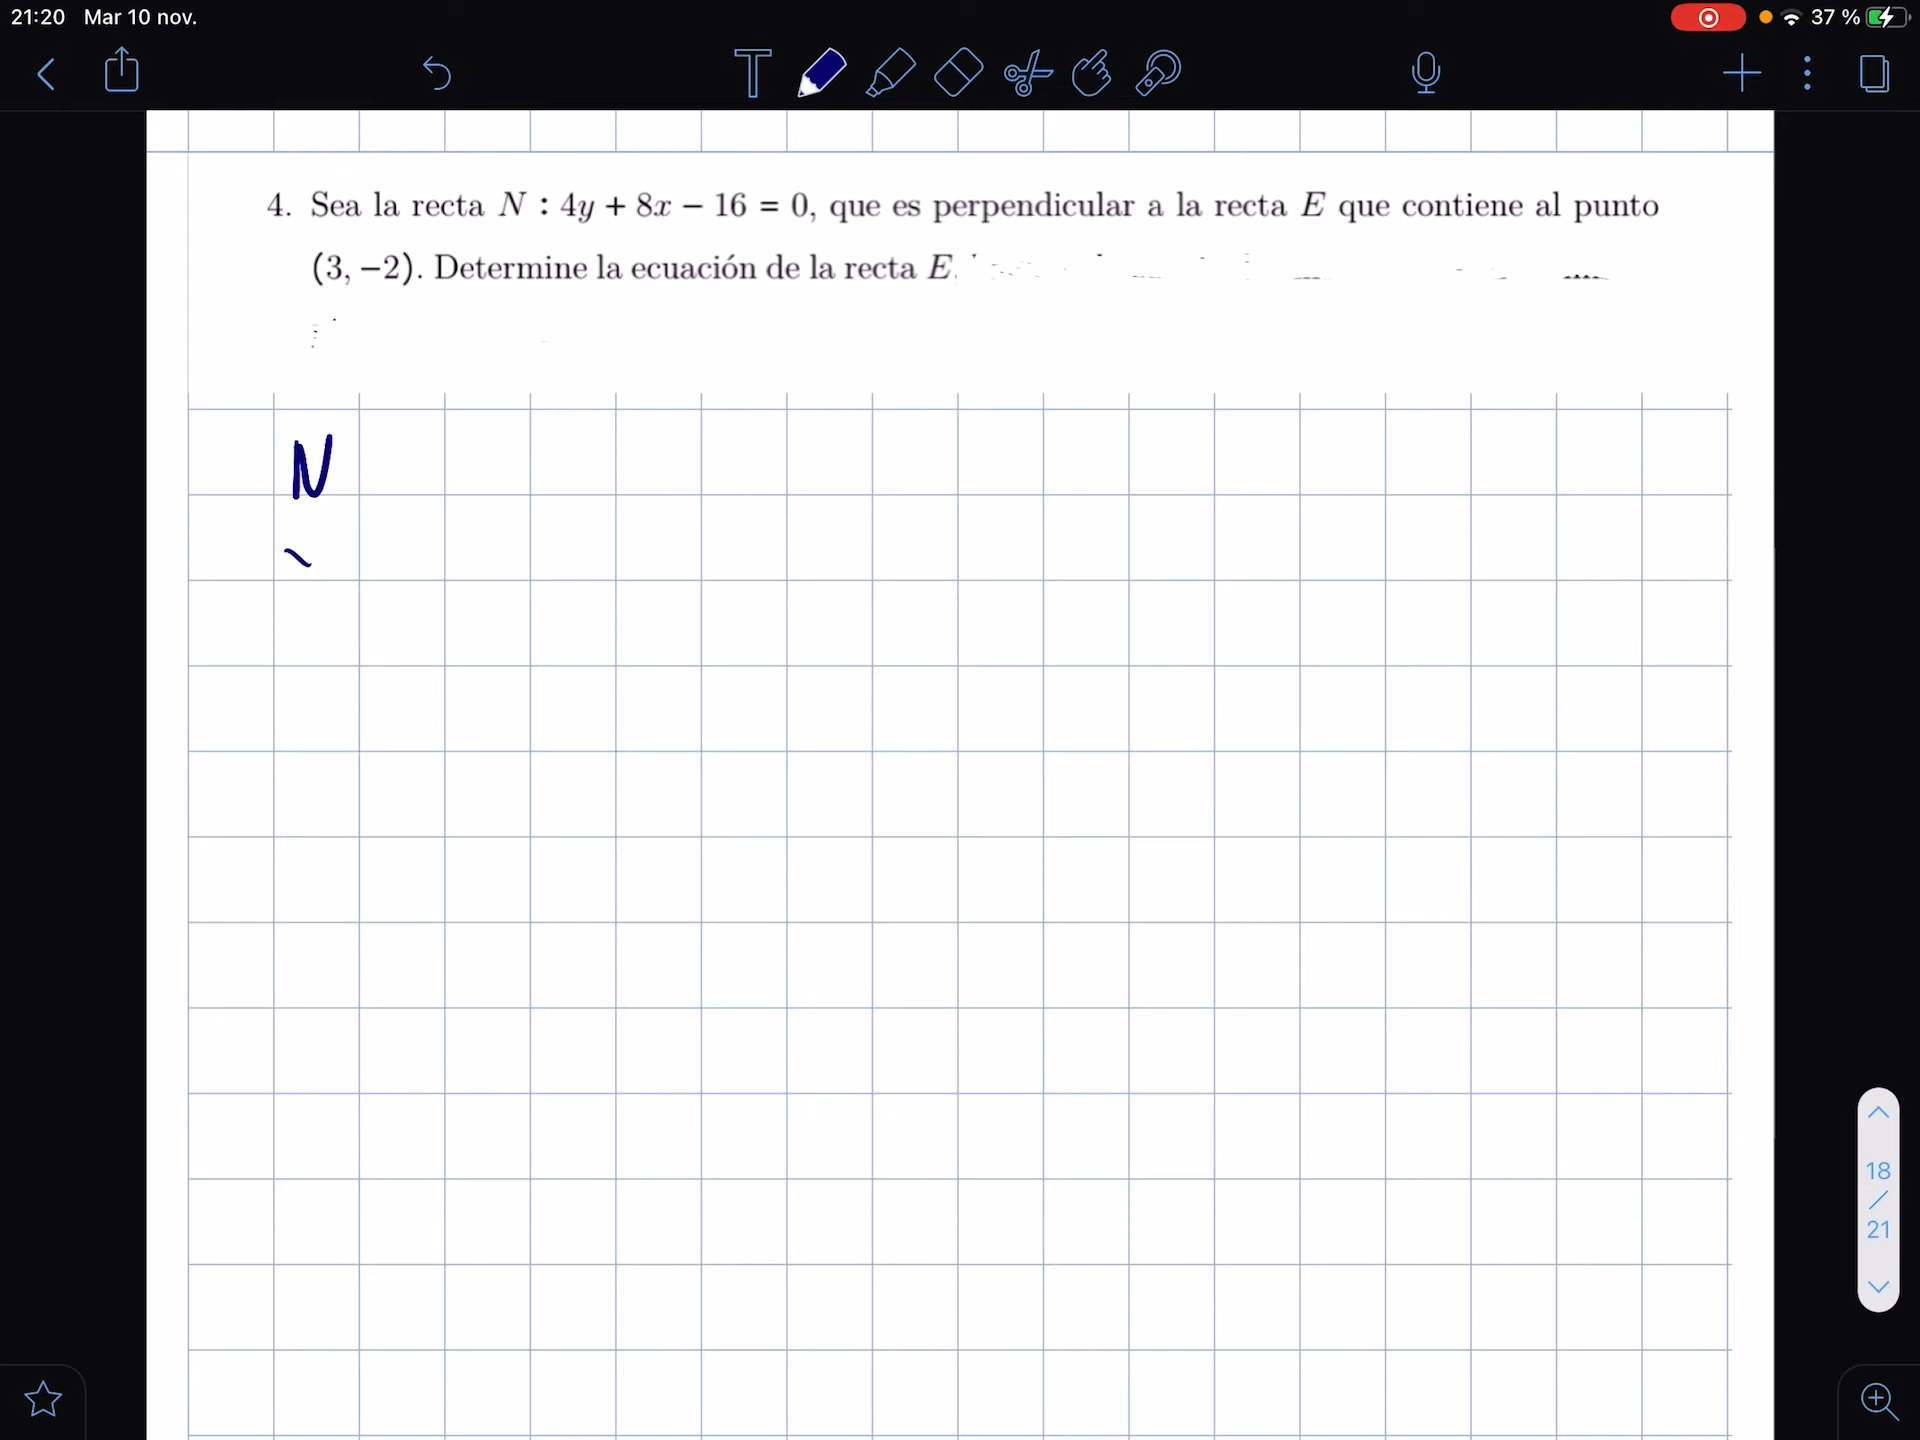 21:20 Mar 10 nov. 37 %
4. Sea la recta N : 4y + 8x − 16 = 0, que es perpendicular a la recta E que contiene al punto
(3, −2). Determine la ecuación de la recta E.
N
18
/
21